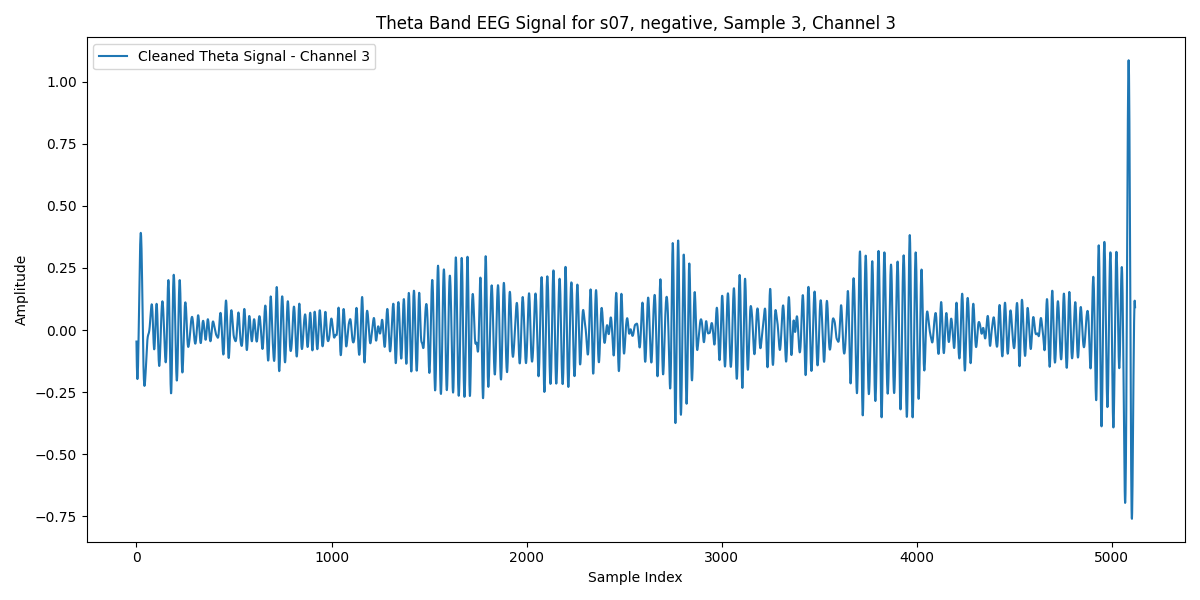 Theta Band EEG Signal for s07, negative, Sample 3, Channel 3
Cleaned Theta Signal - Channel 3
1.00
0.75
0.50
0.25
0.00
−0.25
−0.50
−0.75
Amplitude
0 1000 2000 3000 4000 5000
Sample Index